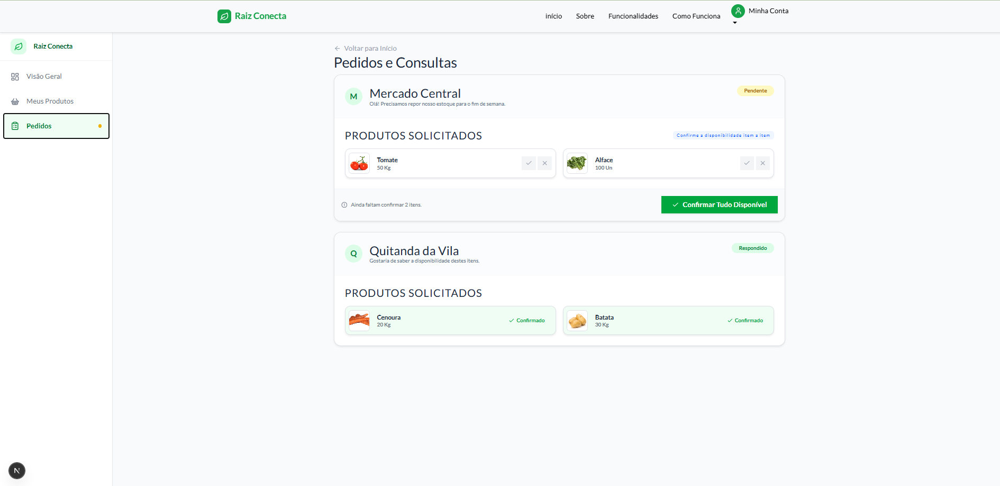 Raiz Conecta
início
Sobre
Funcionalidades
Como Funciona
Minha Conta
Raiz Conecta
Visão Geral
Meus Produtos
Pedidos
Voltar para Início
Pedidos e Consultas
M
Mercado Central
Pendente
Olá! Precisamos repor nosso estoque para o fim de semana.
PRODUTOS SOLICITADOS
Confirme a disponibilidade item a item
Tomate
50 Kg
Alface
100 Un
Ainda faltam confirmar 2 itens.
Confirmar Tudo Disponível
Q
Quitanda da Vila
Respondido
Gostaria de saber a disponibilidade destes itens.
PRODUTOS SOLICITADOS
Cenoura
20 Kg
Confirmado
Batata
30 Kg
Confirmado
N